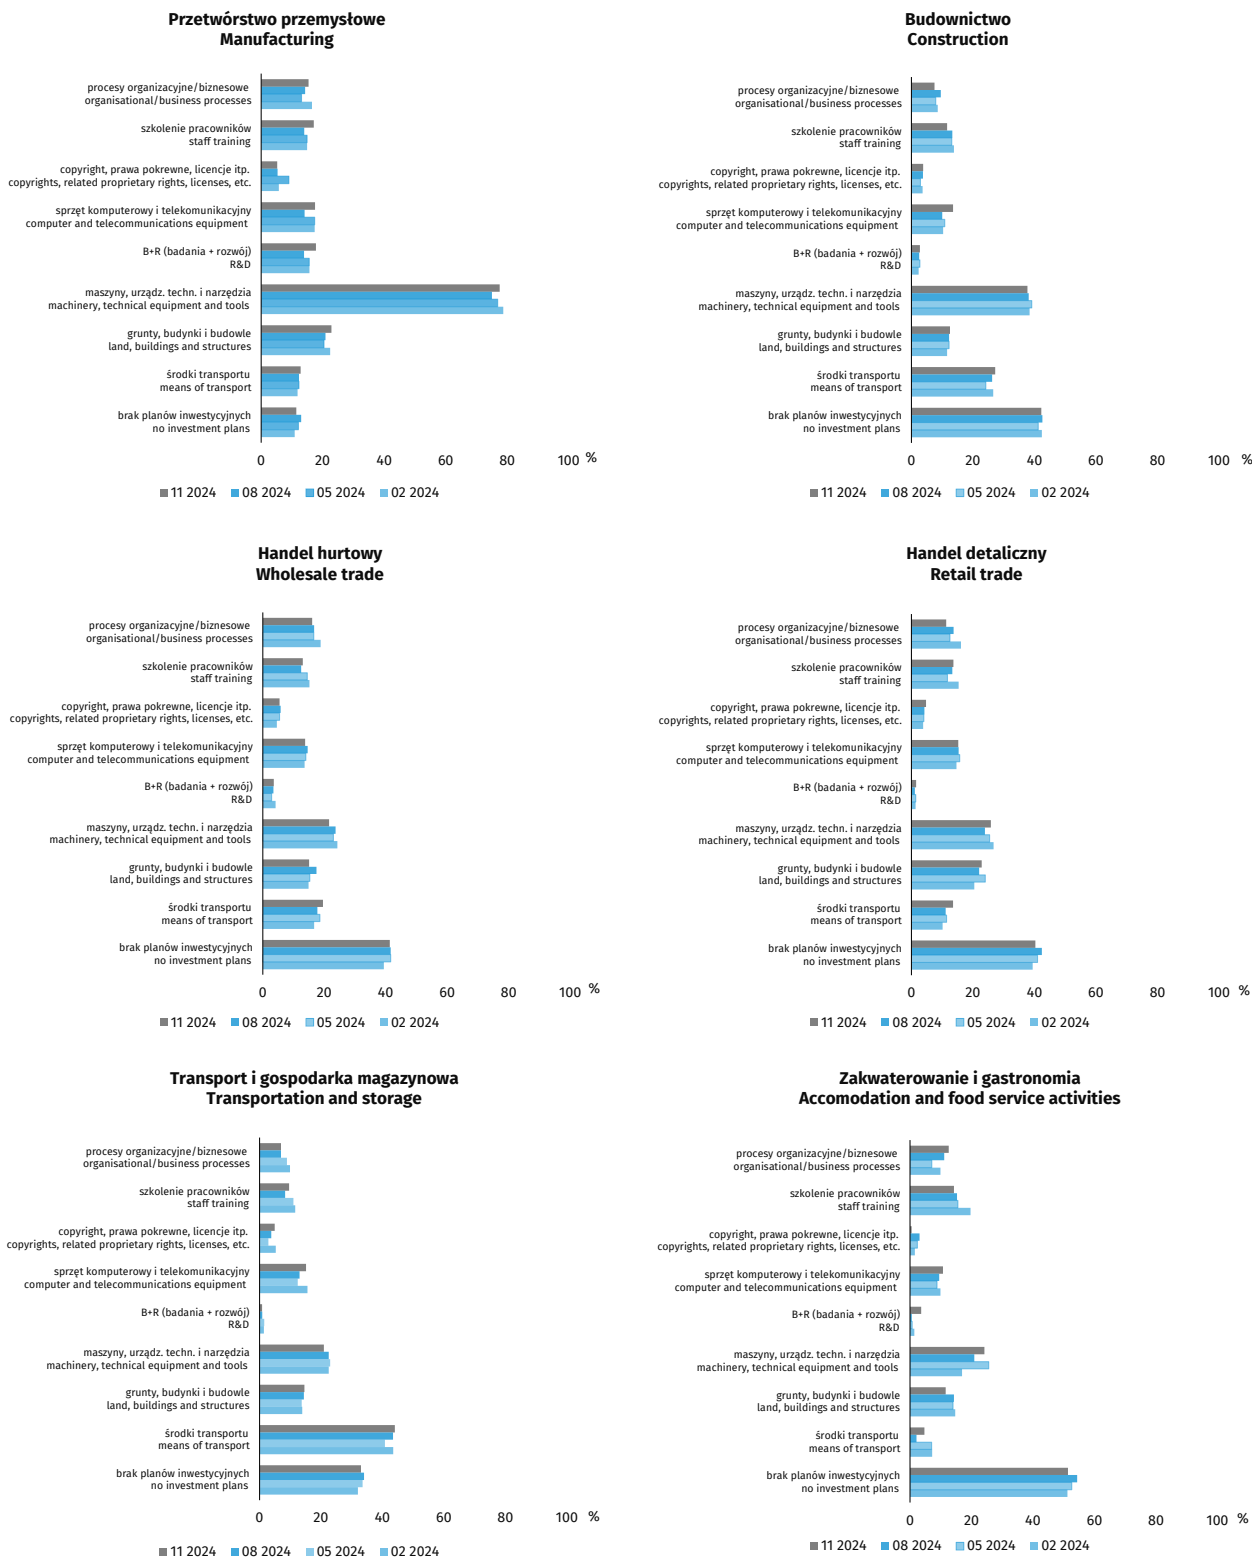 Przetwórstwo przemysłowe
Manufacturing
procesy organizacyjne/biznesowe
organisational/business processes
szkolenie pracowników
staff training
copyright, prawa pokrewne, licencje itp.
copyrights, related proprietary rights, licenses, etc.
sprzęt komputerowy i telekomunikacyjny
computer and telecommunications equipment
B+R (badania + rozwój)
R&D
maszyny, urządz. techn. i narzędzia
machinery, technical equipment and tools
grunty, budynki i budowle
land, buildings and structures
środki transportu
means of transport
brak planów inwestycyjnych
no investment plans
0 20 40 60 80 100 %
11 2024 08 2024 05 2024 02 2024
Budownictwo
Construction
procesy organizacyjne/biznesowe
organisational/business processes
szkolenie pracowników
staff training
copyright, prawa pokrewne, licencje itp.
copyrights, related proprietary rights, licenses, etc.
sprzęt komputerowy i telekomunikacyjny
computer and telecommunications equipment
B+R (badania + rozwój)
R&D
maszyny, urządz. techn. i narzędzia
machinery, technical equipment and tools
grunty, budynki i budowle
land, buildings and structures
środki transportu
means of transport
brak planów inwestycyjnych
no investment plans
0 20 40 60 80 100 %
11 2024 08 2024 05 2024 02 2024
Handel hurtowy
Wholesale trade
procesy organizacyjne/biznesowe
organisational/business processes
szkolenie pracowników
staff training
copyright, prawa pokrewne, licencje itp.
copyrights, related proprietary rights, licenses, etc.
sprzęt komputerowy i telekomunikacyjny
computer and telecommunications equipment
B+R (badania + rozwój)
R&D
maszyny, urządz. techn. i narzędzia
machinery, technical equipment and tools
grunty, budynki i budowle
land, buildings and structures
środki transportu
means of transport
brak planów inwestycyjnych
no investment plans
0 20 40 60 80 100 %
11 2024 08 2024 05 2024 02 2024
Handel detaliczny
Retail trade
procesy organizacyjne/biznesowe
organisational/business processes
szkolenie pracowników
staff training
copyright, prawa pokrewne, licencje itp.
copyrights, related proprietary rights, licenses, etc.
sprzęt komputerowy i telekomunikacyjny
computer and telecommunications equipment
B+R (badania + rozwój)
R&D
maszyny, urządz. techn. i narzędzia
machinery, technical equipment and tools
grunty, budynki i budowle
land, buildings and structures
środki transportu
means of transport
brak planów inwestycyjnych
no investment plans
0 20 40 60 80 100 %
11 2024 08 2024 05 2024 02 2024
Transport i gospodarka magazynowa
Transportation and storage
procesy organizacyjne/biznesowe
organisational/business processes
szkolenie pracowników
staff training
copyright, prawa pokrewne, licencje itp.
copyrights, related proprietary rights, licenses, etc.
sprzęt komputerowy i telekomunikacyjny
computer and telecommunications equipment
B+R (badania + rozwój)
R&D
maszyny, urządz. techn. i narzędzia
machinery, technical equipment and tools
grunty, budynki i budowle
land, buildings and structures
środki transportu
means of transport
brak planów inwestycyjnych
no investment plans
0 20 40 60 80 100 %
11 2024 08 2024 05 2024 02 2024
Zakwaterowanie i gastronomia
Accomodation and food service activities
procesy organizacyjne/biznesowe
organisational/business processes
szkolenie pracowników
staff training
copyright, prawa pokrewne, licencje itp.
copyrights, related proprietary rights, licenses, etc.
sprzęt komputerowy i telekomunikacyjny
computer and telecommunications equipment
B+R (badania + rozwój)
R&D
maszyny, urządz. techn. i narzędzia
machinery, technical equipment and tools
grunty, budynki i budowle
land, buildings and structures
środki transportu
means of transport
brak planów inwestycyjnych
no investment plans
0 20 40 60 80 100 %
11 2024 08 2024 05 2024 02 2024